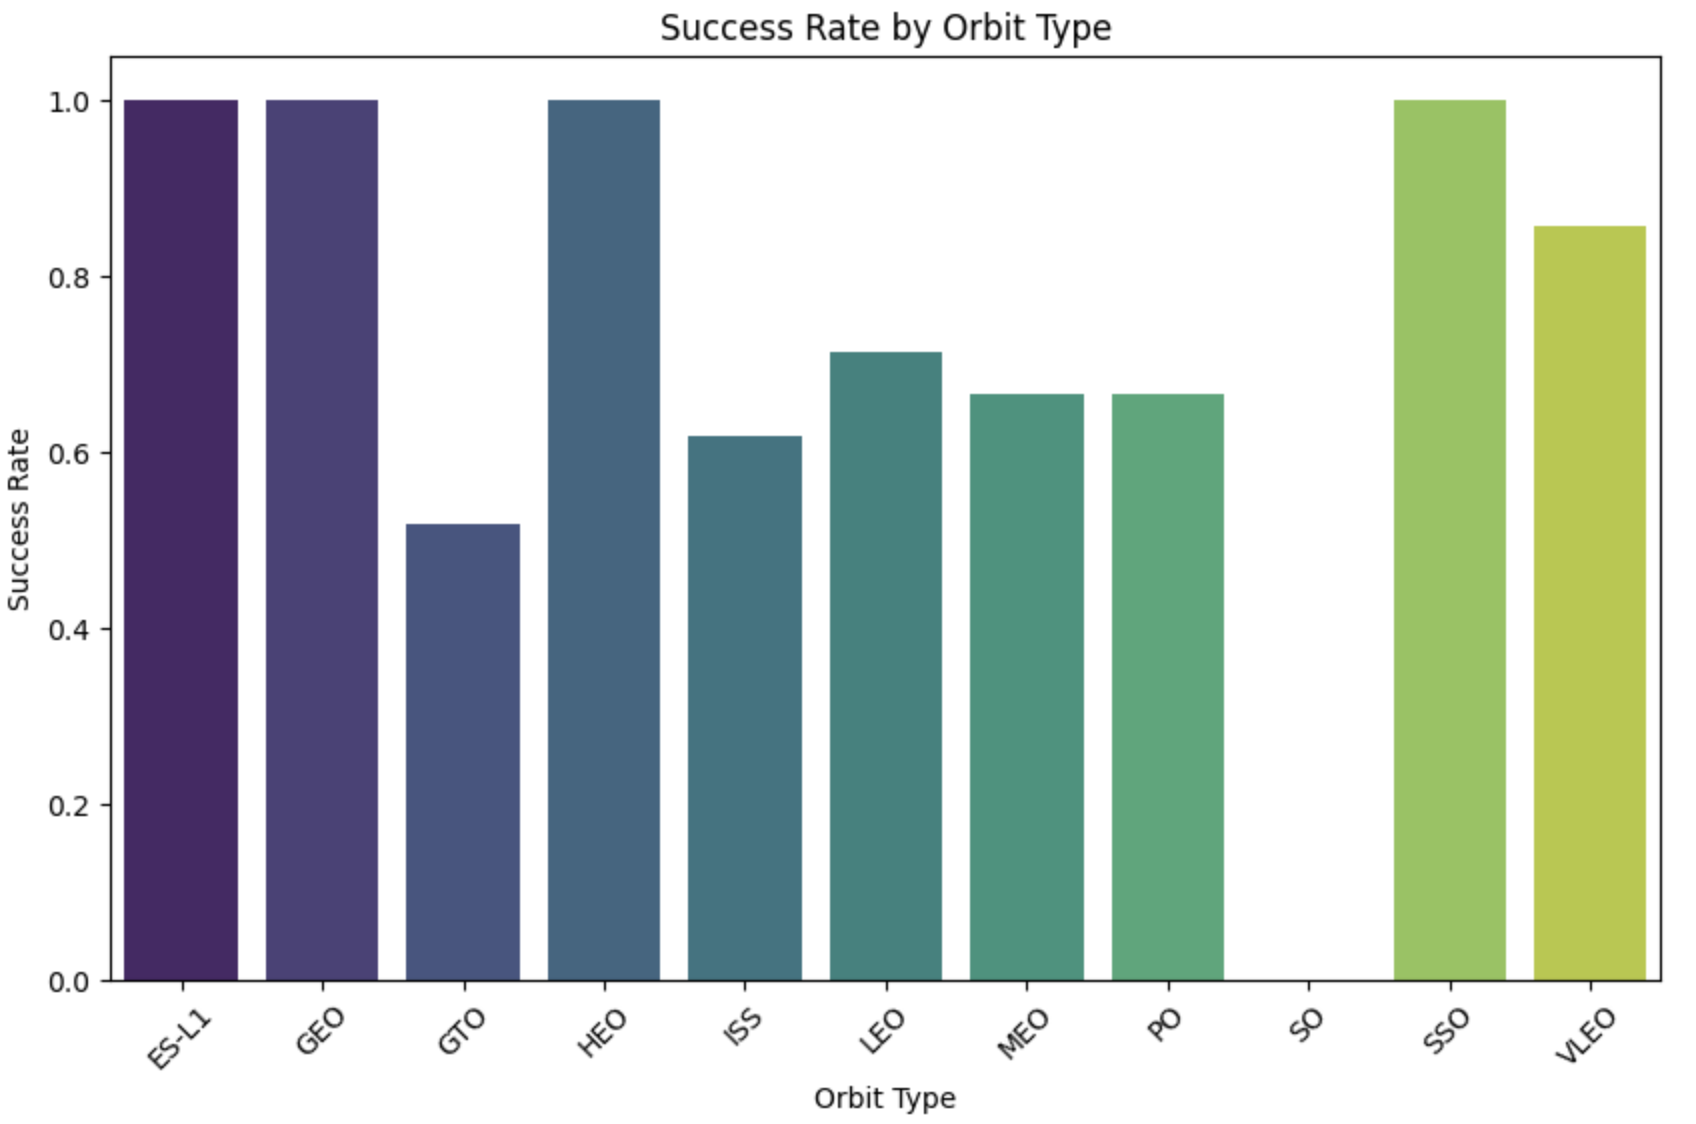 Success Rate by Orbit Type
Success Rate
1.0
0.8
0.6
0.4
0.2
0.0
ES-L1
GEO
GTO
HEO
ISS
LEO
MEO
PO
SO
SSO
VLEO
Orbit Type